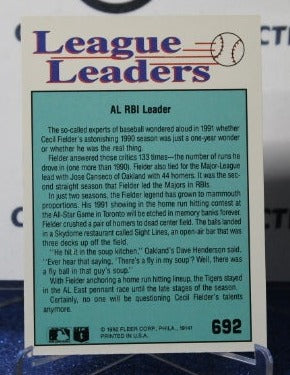 League
Leaders
AL RBI Leader
The so-called experts of baseball wondered aloud in 1991 whether
Cecil Fielder's astonishing 1990 season was just a one-year wonder
or whether he was the real thing.
Fielder answered those critics 133 times—the number of runs he
drove in (one more than 1990). Fielder also tied for the Major-League
lead with Jose Canseco of Oakland with 44 homers. It was the
second straight season that Fielder led the Majors in RBIs.
In just two seasons, the Fielder legend has grown to mammouth
proportions. His 1991 showing in the home run hitting contest
at the All-Star Game in Toronto will be etched in memory banks forever.
Fielder crushed a pair of homers to dead center field. The balls landed
in a Skydome restaurant called Sight Lines, an open-air bar that was
three decks up off the field.
"He hit it in the soup kitchen," Oakland's Dave Henderson said.
"Ever hear that saying, 'There's a fly in my soup? Well, there was
a fly ball in that guy's soup."
With Fielder anchoring a home run hitting lineup, the Tigers stayed
in the AL East pennant race until the late stages of the season.
Certainly, no one will be questioning Cecil Fielder's talents
anymore.
© 1992 FLEER CORP., PHILA., 19141
PRINTED IN U.S.A.
692